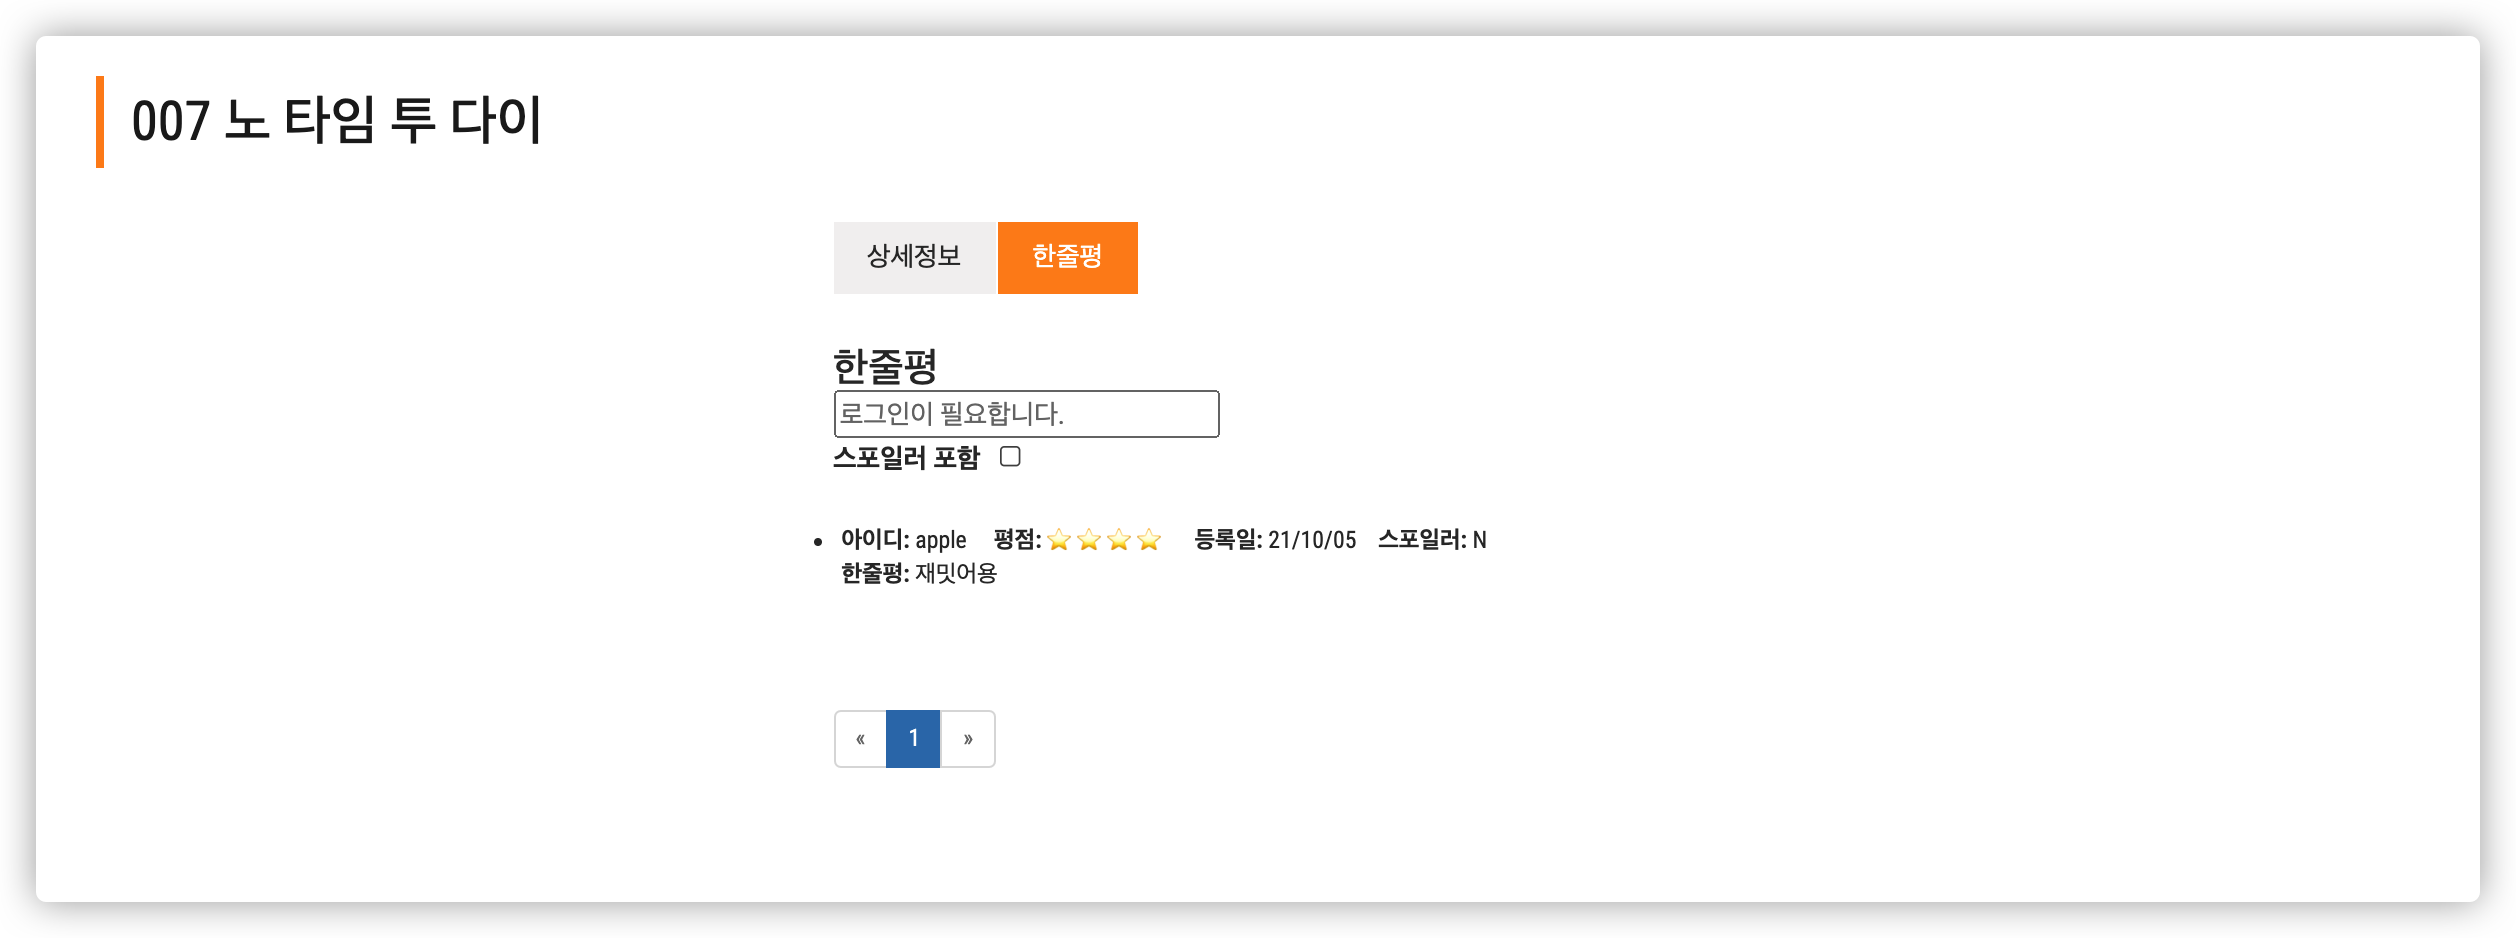 007 노 타임 투 다이
상세정보 한줄평
한줄평
로그인이 필요합니다.
스포일러 포함
아이디: apple 평점: ⭐⭐⭐⭐ 등록일: 21/10/05 스포일러: N
한줄평: 재밋어용
« 1 »